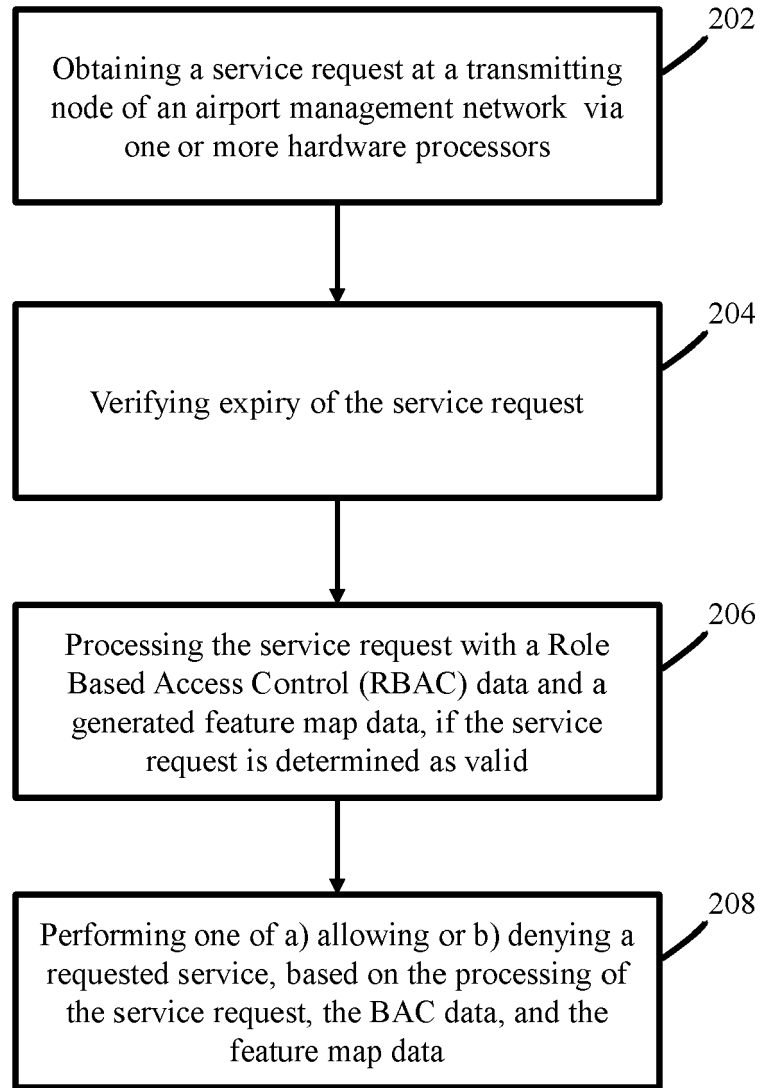 202
Obtaining a service request at a transmitting
node of an airport management network via
one or more hardware processors
204
Verifying expiry of the service request
206
Processing the service request with a Role
Based Access Control (RBAC) data and a
generated feature map data, if the service
request is determined as valid
208
Performing one of a) allowing or b) denying a
requested service, based on the processing of
the service request, the BAC data, and the
feature map data